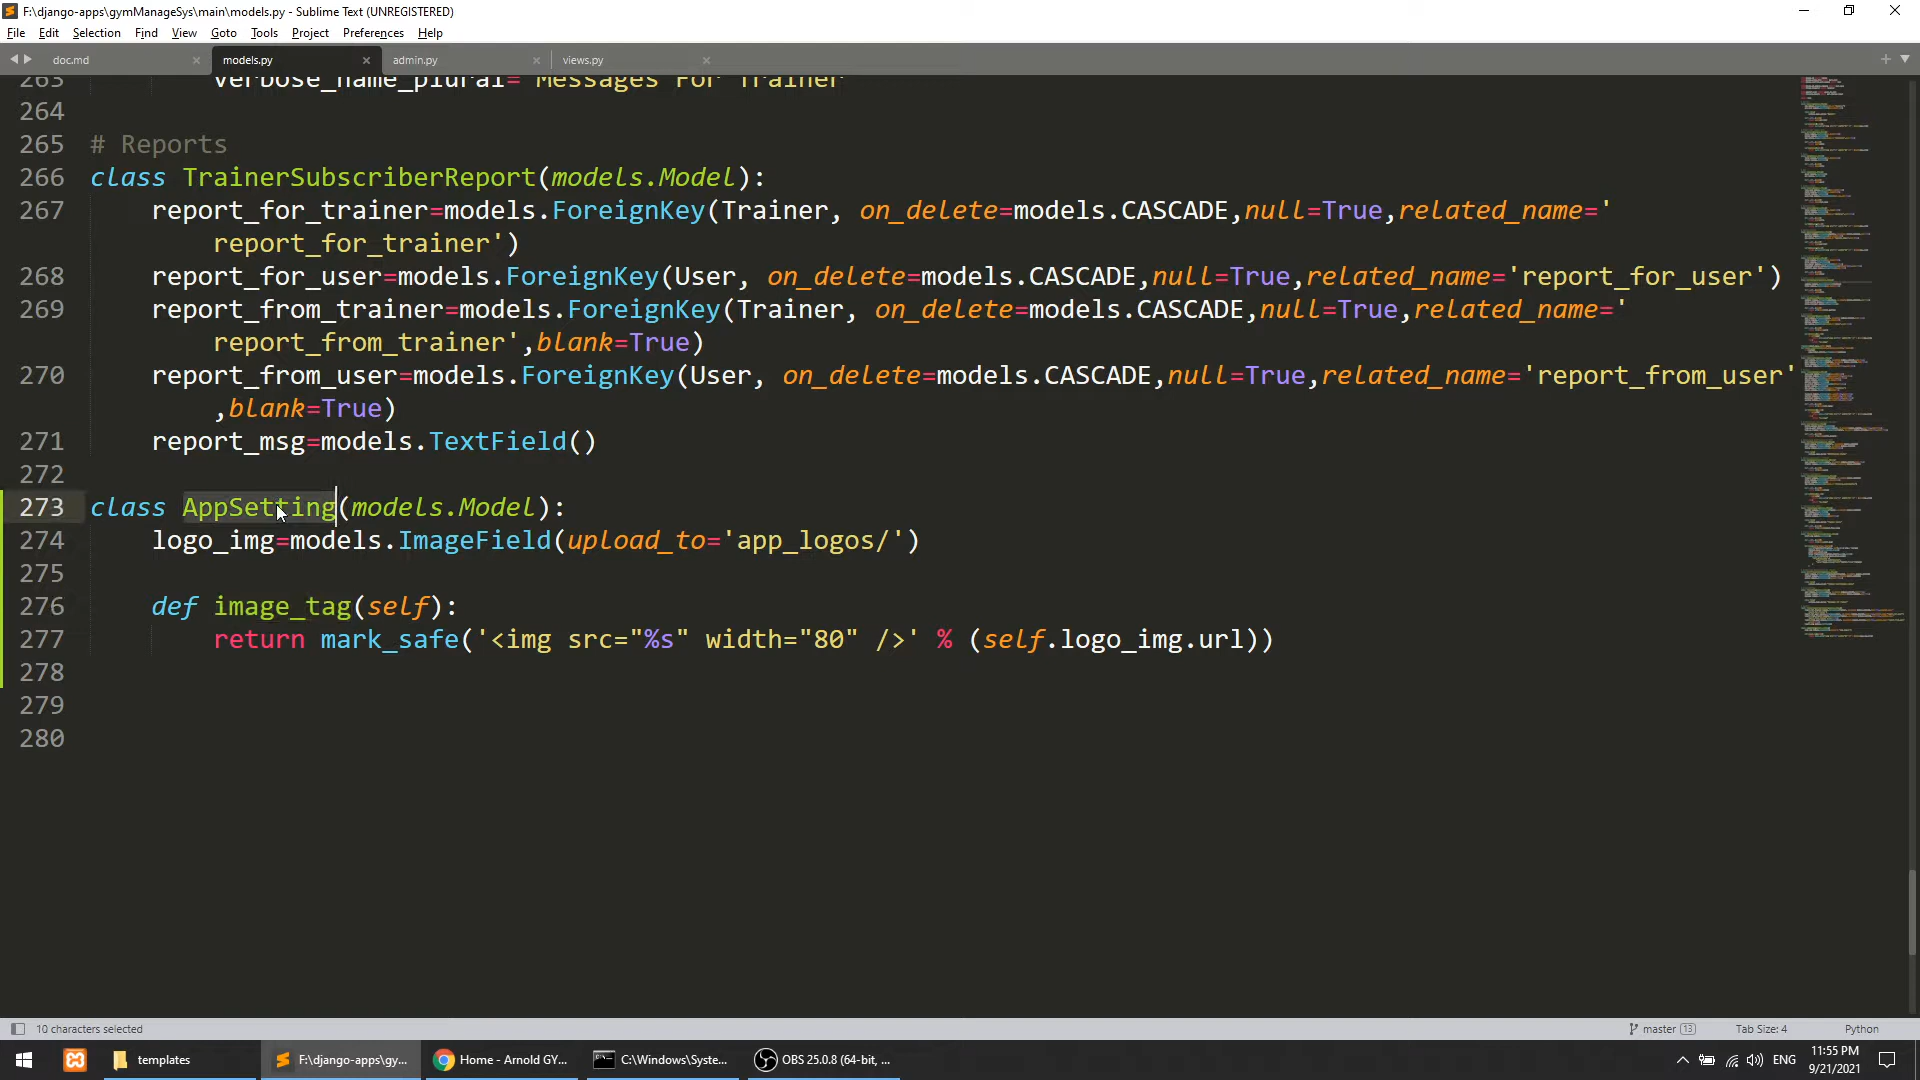 F:\django-apps\gymManageSys\main\models.py - Sublime Text (UNREGISTERED)
File Edit Selection Find View Goto Tools Project Preferences Help
doc.md × models.py × admin.py × views.py ×
263 verbose_name_plural='Messages For Trainer'
264
265 # Reports
266 class TrainerSubscriberReport(models.Model):
267 report_for_trainer=models.ForeignKey(Trainer, on_delete=models.CASCADE,null=True,related_name='
report_for_trainer')
268 report_for_user=models.ForeignKey(User, on_delete=models.CASCADE,null=True,related_name='report_for_user')
269 report_from_trainer=models.ForeignKey(Trainer, on_delete=models.CASCADE,null=True,related_name='
report_from_trainer',blank=True)
270 report_from_user=models.ForeignKey(User, on_delete=models.CASCADE,null=True,related_name='report_from_user'
,blank=True)
271 report_msg=models.TextField()
272
273 class AppSetting(models.Model):
274 logo_img=models.ImageField(upload_to='app_logos/')
275
276 def image_tag(self):
277 return mark_safe('<img src="%s" width="80" />' % (self.logo_img.url))
278
279
280
10 characters selected master 13 Tab Size: 4 Python
templates F:\django-apps\gy... Home - Arnold GY... C:\Windows\Syste... OBS 25.0.8 (64-bit, ... ENG 11:55 PM
9/21/2021